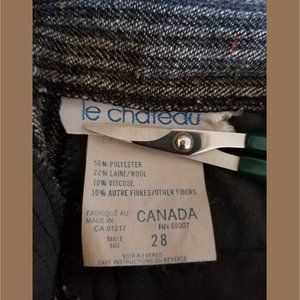 le château
58% POLYESTER
22% LAINE/WOOL
10% VISCOSE
10% AUTRE FIBRES/OTHER FIBERS
FABRIQUÉ AU
MADE IN
CANADA
CA 01217
RN 88907
TAILLE
SIZE
28
VOIR AU VERSO
CARE INSTRUCTIONS ON REVERSE